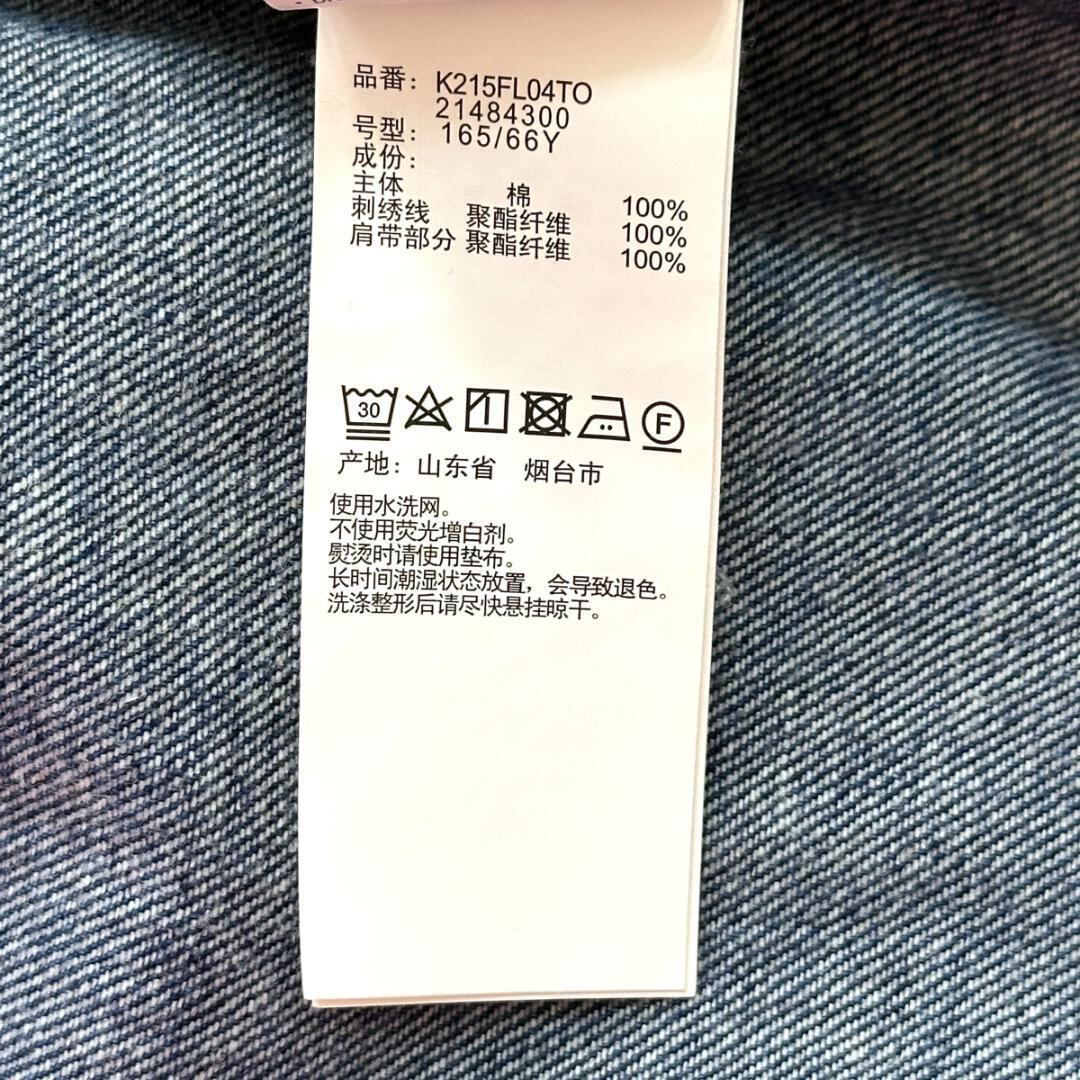 品番: K215FL04TO
21484300
号型: 165/66Y
成份:
主体 棉 100%
刺绣线 聚酯纤维 100%
肩带部分 聚酯纤维 100%
30 F
产地: 山东省 烟台市
使用水洗网。
不使用荧光增白剂。
熨烫时请使用垫布。
长时间潮湿状态放置，会导致退色。
洗涤整形后请尽快悬挂晾干。